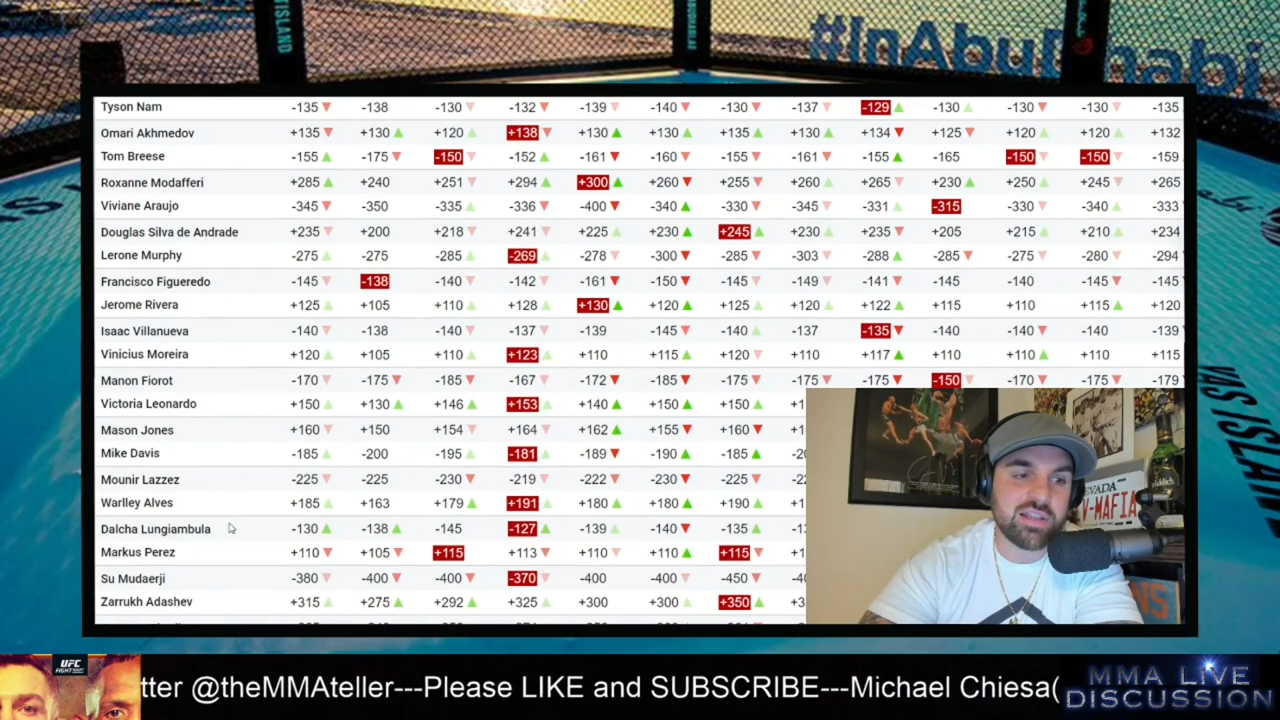 #InAbuDhabi
Tyson Nam -135 -138 -130 -132 -139 -140 -130 -137 -129 -130 -130 -130 -135
Omari Akhmedov +135 +130 +120 +138 +130 +130 +135 +130 +134 +125 +120 +120 +132
Tom Breese -155 -175 -150 -152 -161 -160 -155 -161 -155 -165 -150 -150 -159
Roxanne Modafferi +285 +240 +251 +294 +300 +260 +255 +260 +265 +230 +250 +245 +265
Viviane Araujo -345 -350 -335 -336 -400 -340 -330 -345 -331 -315 -330 -340 -333
Douglas Silva de Andrade +235 +200 +218 +241 +225 +230 +245 +230 +235 +205 +215 +210 +234
Lerone Murphy -275 -275 -285 -269 -278 -300 -285 -303 -288 -285 -275 -280 -294
Francisco Figueredo -145 -138 -140 -142 -161 -150 -145 -149 -141 -145 -140 -145 -145
Jerome Rivera +125 +105 +110 +128 +130 +120 +125 +120 +122 +115 +110 +115 +120
Isaac Villanueva -140 -138 -140 -137 -139 -145 -140 -137 -135 -140 -140 -140 -139
Vinicius Moreira +120 +105 +110 +123 +110 +115 +120 +110 +117 +110 +110 +110 +115
Manon Fiorot -170 -175 -185 -167 -172 -185 -175 -175 -175 -150 -170 -175 -179
Victoria Leonardo +150 +130 +146 +153 +140 +150 +150 +1
Mason Jones +160 +150 +154 +164 +162 +155 +160 +1
Mike Davis -185 -200 -195 -181 -189 -190 -185 -20
Mounir Lazzez -225 -225 -230 -219 -222 -230 -225 -22
Warlley Alves +185 +163 +179 +191 +180 +180 +190 +1
Dalcha Lungiambula -130 -138 -145 -127 -139 -140 -135 -1
Markus Perez +110 +105 +115 +113 +110 +110 +115 +1
Su Mudaerji -380 -400 -400 -370 -400 -400 -450 -40
Zarrukh Adashev +315 +275 +292 +325 +300 +300 +350 +3
V-MAFIA
UFC
FIGHT NIGHT
tter @theMMAteller---Please LIKE and SUBSCRIBE---Michael Chiesa(
MMA LIVE
DISCUSSION